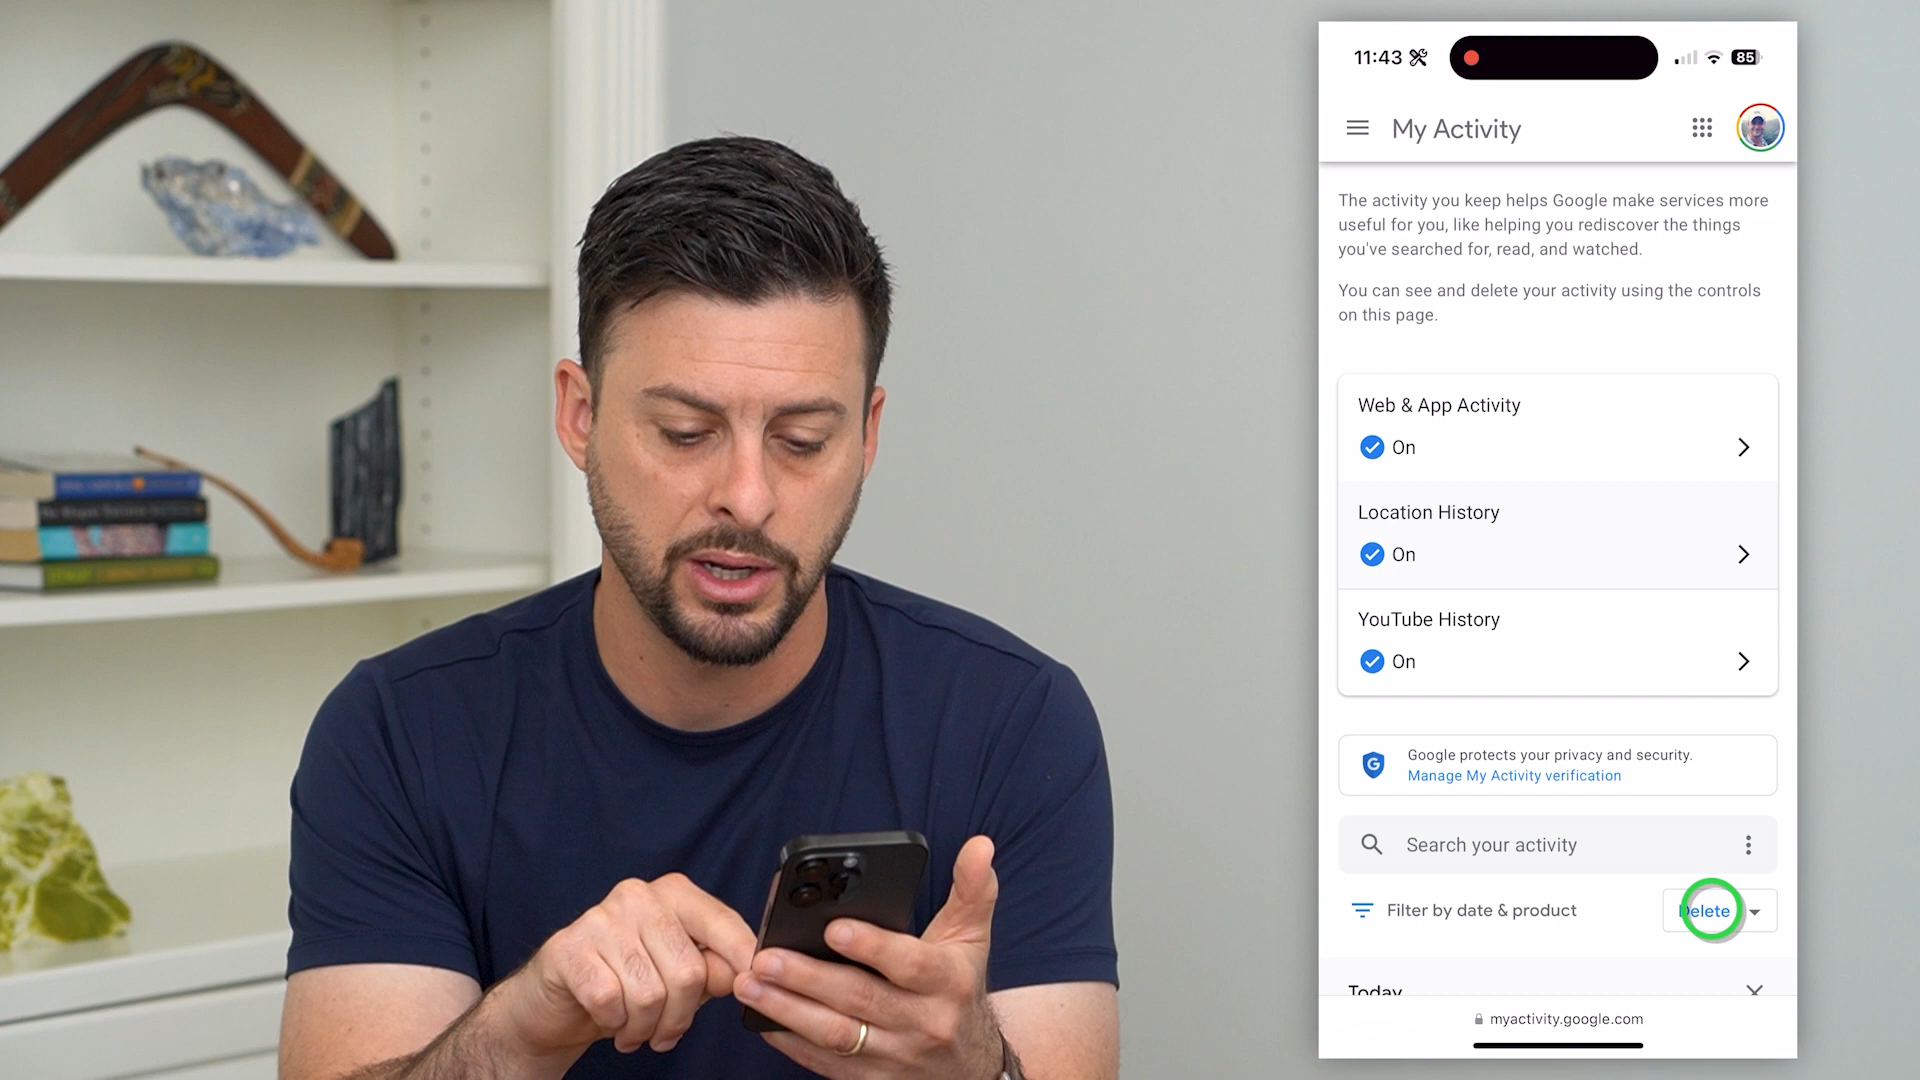 11:43
85
My Activity
The activity you keep helps Google make services more
useful for you, like helping you rediscover the things
you've searched for, read, and watched.
You can see and delete your activity using the controls
on this page.
Web & App Activity
On
Location History
On
YouTube History
On
Google protects your privacy and security.
Manage My Activity verification
Search your activity
Filter by date & product
Delete
Today
myactivity.google.com